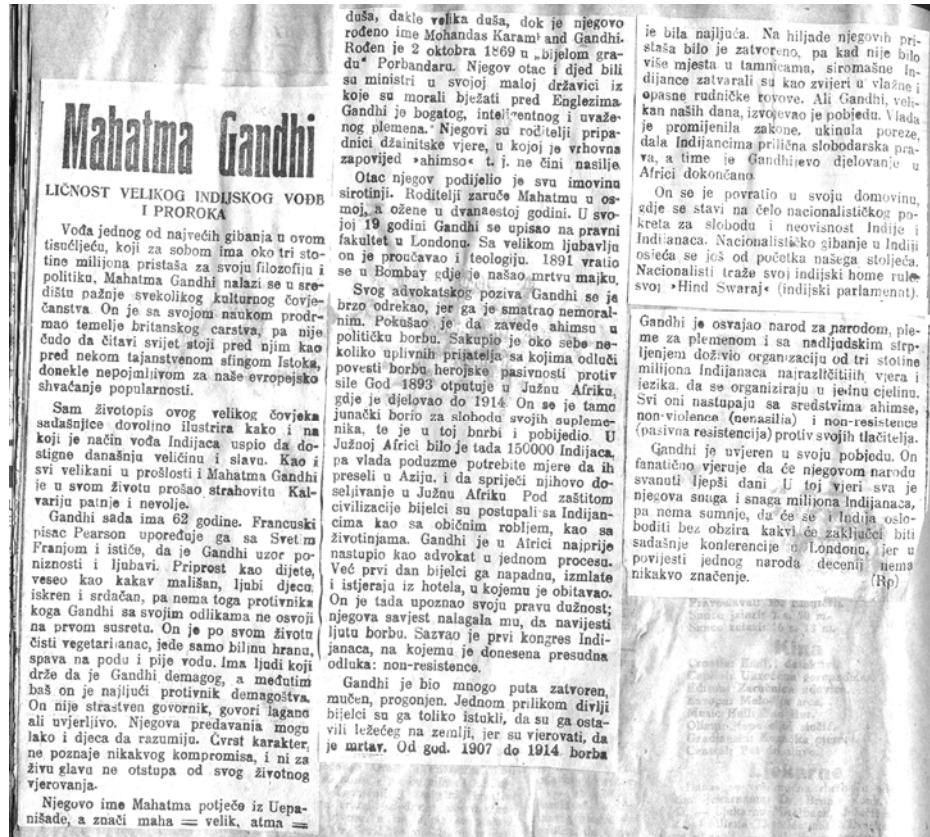 Mahatma Gandhi
LIČNOST VELIKOG INDIJSKOG VOĐE
I PROROKA
Vođa jednog od najvećih gibanja u ovom
tisućljeću, koji za sobom ima oko tri sto-
tine milijona pristaša za svoju filozofiju i
politiku, Mahatma Gandhi nalazi se u sre-
dištu pažnje svekolikog kulturnog čovje-
čanstva. On je sa svojom naukom prodr-
mao temelje britanskog carstva, pa nije
čudo da čitavi svijet stoji pred njim kao
pred nekom tajanstvenom sfingom Istoka,
donekle nepojmljivom za naše evropejsko
shvaćanje popularnosti.
Sam životopis ovog velikog čovjeka
sadašnjice dovoljno ilustrira kako i na
koji je način vođa Indijaca uspio da do-
stigne današnju veličinu i slavu. Kao i
svi velikani u prošlosti i Mahatma Gandhi
je u svom životu prošao strahovitu Kal-
variju patnje i nevolje.
Gandhi sada ima 62 godine. Francuski
pisac Pearson upoređuje ga sa Svetim
Franjom i ističe, da je Gandhi uzor po-
niznosti i ljubavi. Priprost kao dijete,
veseo kao kakav mališan, ljubi djecu,
iskren i srdačan, pa nema toga protivnika
koga Gandhi sa svojim odlikama ne osvoji
na prvom susretu. On je po svom životu
čisti vegetarijanac, jede samo biljnu hranu,
spava na podu i pije vodu. Ima ljudi koji
drže da je Gandhi demagog, a međutim
baš on je najljući protivnik demagoštva.
On nije strastven govornik, govori lagano
ali uvjerljivo. Njegova predavanja mogu
lako i djeca da razumiju. Čvrst karakter,
ne poznaje nikakvog kompromisa, i ni za
živu glavu ne otstupa od svog životnog
vjerovanja.
Njegovo ime Mahatma potječe iz Uepa-
nišade, a znači maha = velik, atma =
duša, dakle velika duša, dok je njegovo
rođeno ime Mohandas Karam and Gandhi.
Rođen je 2 oktobra 1869 u „bijelom gra-
du" Porbandaru. Njegov otac i djed bili
su ministri u svojoj maloj državici iz
koje su morali bježati pred Englezima
Gandhi je bogatog, inteligentnog i uvaže-
nog plemena. Njegovi su roditelji pripa-
dnici džainitske vjere, u kojoj je vrhovna
zapovijed »ahimso« t. j. ne čini nasilje.
Otac njegov podijelio je svu imovinu
sirotinji. Roditelji zaruče Mahatmu u os-
moj, a ožene u dvanaestoj godini. U svo-
joj 19 godini Gandhi se upisao na pravni
fakultet u Londonu. Sa velikom ljubavlju
on je proučavao i teologiju. 1891 vratio
se u Bombay gdje je našao mrtvu majku.
Svog advokatskog poziva Gandhi se je
brzo odrekao, jer ga je smatrao nemoral-
nim. Pokušao je da zavede ahimsu u
političku borbu. Sakupio je oko sebe ne-
koliko uplivnih prijatelja sa kojima odluči
povesti borbu herojske pasivnosti protiv
sile God 1893 otputuje u Južnu Afriku,
gdje je djelovao do 1914. On se je tamo
junački borio za slobodu svojih supleme-
nika, te je u toj bnrbi i pobijedio. U
Južnoj Africi bilo je tada 150000 Indijaca,
pa vlada poduzme potrebite mjere da ih
preseli u Aziju, i da spriječi njihovo do-
seljivanje u Južnu Afriku Pod zaštitom
civilizacije bijelci su postupali sa Indijan-
cima kao sa običnim robljem, kao sa
životinjama. Gandhi je u Africi najprije
nastupio kao advokat u jednom procesu.
Već prvi dan bijelci ga napadnu, izmlate
i istjeraju iz hotela, u kojemu je obitavao.
On je tada upoznao svoju pravu dužnost;
njegova savjest nalagala mu, da navijesti
ljutu borbu. Sazvao je prvi kongres Indi-
janaca, na kojemu je donesena presudna
odluka: non-resistence.
Gandhi je bio mnogo puta zatvoren,
mučen, progonjen. Jednom prilikom divlji
bijelci su ga toliko istukli, da su ga osta-
vili ležećeg na zemlji, jer su vjerovati, da
je mrtav. Od god. 1907 do 1914 borba
je bila najljuća. Na hiljade njegovih pri-
staša bilo je zatvoreno, pa kad nije bilo
više mjesta u tamnicama, siromašne In-
dijance zatvarali su kao zvijeri u vlažne i
opasne rudničke rovove. Ali Gandhi, veli-
kan naših dana, izvojevao je pobjedu. Vlada
je promijenila zakone, ukinula poreze,
dala Indijancima prilična slobodarska pra-
va, a time je Gandhijevo djelovanje u
Africi dokončano.
On se je povratio u svoju domovinu,
gdje se stavi na čelo nacionalističkog po-
kreta za slobodu i neovisnost Indije i
Indijanaca. Nacionalističko gibanje u Indiji
osjeća se još od početka našega stoljeća.
Nacionalisti traže svoj indijski home rule
svoj »Hind Swaraj« (indijski parlamenat).
Gandhi je osvajao narod za narodom, ple-
me za plemenom i sa nadljudskim strp-
ljenjem doživio organizaciju od tri stotine
milijona Indijanaca najrazličitijih vjera i
jezika, da se organiziraju u jednu cjelinu.
Svi oni nastupaju sa sredstvima ahimse,
non-violence (nenasilia) i non-resistence
(pasivna resistencija) protiv svojih tlačitelja.
Gandhi je uvjeren u svoju pobjedu. On
fanatično vjeruje da će njegovom narodu
svanuti ljepši dani U toj vjeri sva je
njegova snaga i snaga milijona Indijanaca,
pa nema sumnje, da će se i Indija oslo-
boditi bez obzira kakvi će zaključci biti
sadašnje konferencije u Londonu, jer u
povijesti jednog naroda decenij nema
nikakvo značenje. (Rp)
Kina